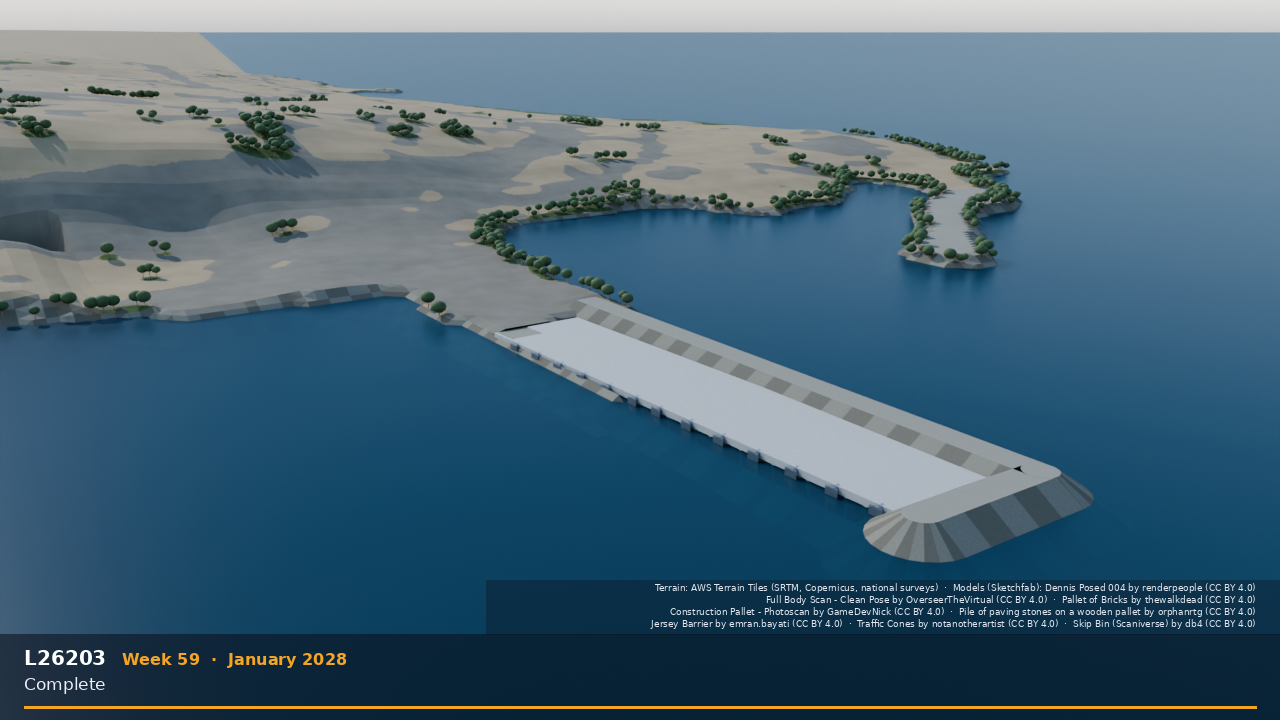 Terrain: AWS Terrain Tiles (SRTM, Copernicus, national surveys) · Models (Sketchfab): Dennis Posed 004 by renderpeople (CC BY 4.0)
Full Body Scan - Clean Pose by OverseerTheVirtual (CC BY 4.0) · Pallet of Bricks by thewalkdead (CC BY 4.0)
Construction Pallet - Photoscan by GameDevNick (CC BY 4.0) · Pile of paving stones on a wooden pallet by orphanrtg (CC BY 4.0)
Jersey Barrier by emran.bayati (CC BY 4.0) · Traffic Cones by notanotherartist (CC BY 4.0) · Skip Bin (Scaniverse) by db4 (CC BY 4.0)
L26203 Week 59 · January 2028
Complete